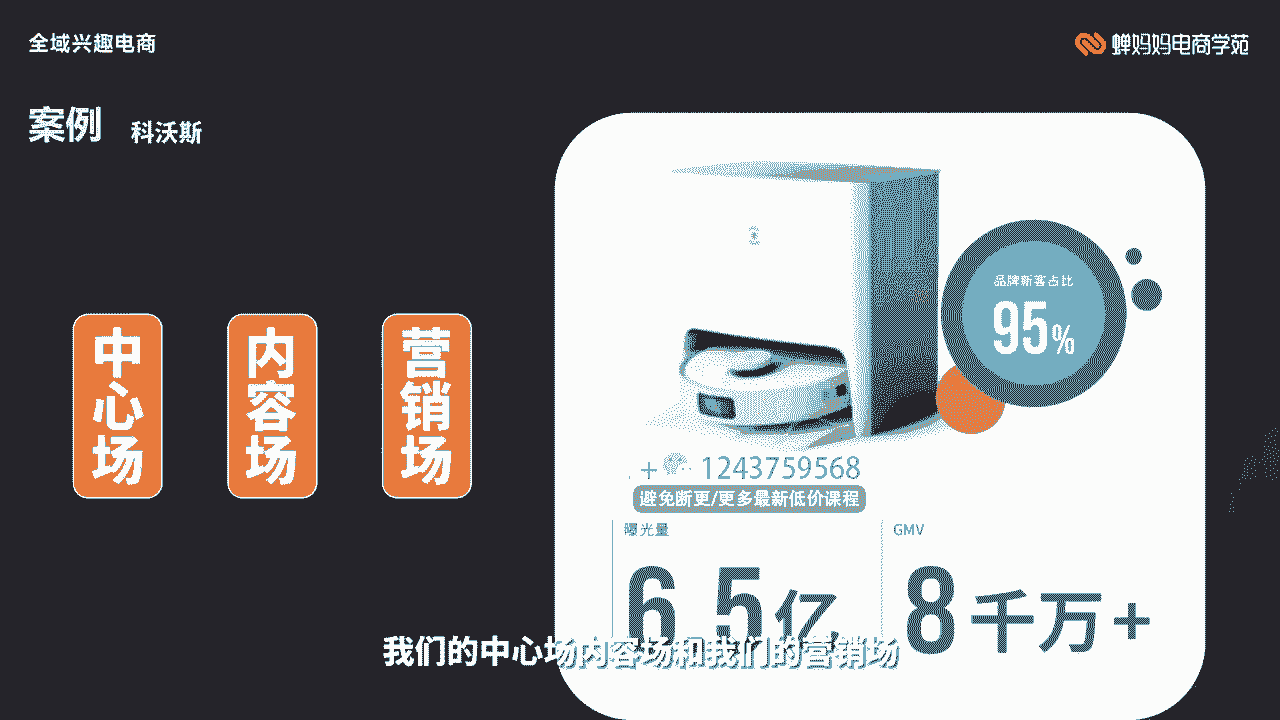 全域兴趣电商
蝉妈妈电商学苑
案例 科沃斯
中心场
内容场
营销场
品牌新客占比
95%
+ 1243759568
避免断更/更多最新低价课程
曝光量
GMV
6.5亿
8千万+
我们的中心场内容场和我们的营销场